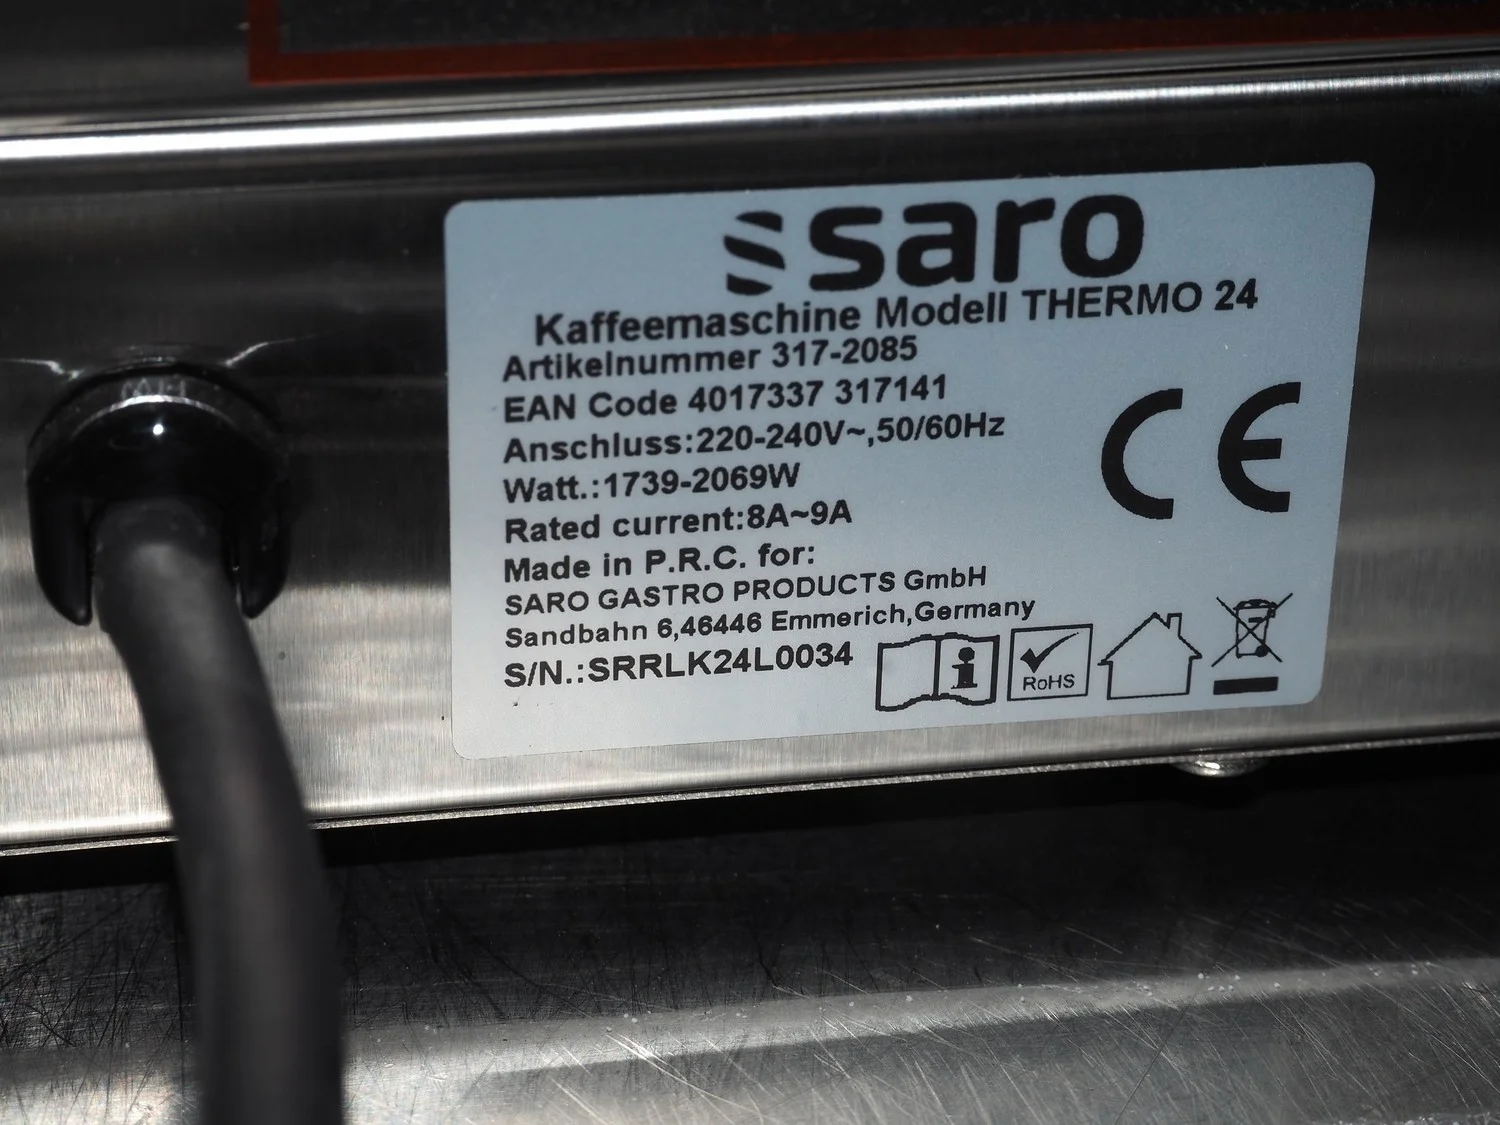 saro
Kaffeemaschine Modell THERMO 24
Artikelnummer 317-2085
EAN Code 4017337 317141
Anschluss:220-240V~,50/60Hz
Watt.:1739-2069W
Rated current:8A~9A
Made in P.R.C. for:
SARO GASTRO PRODUCTS GmbH
Sandbahn 6,46446 Emmerich,Germany
S/N.:SRRLK24L0034
CE
i
RoHS